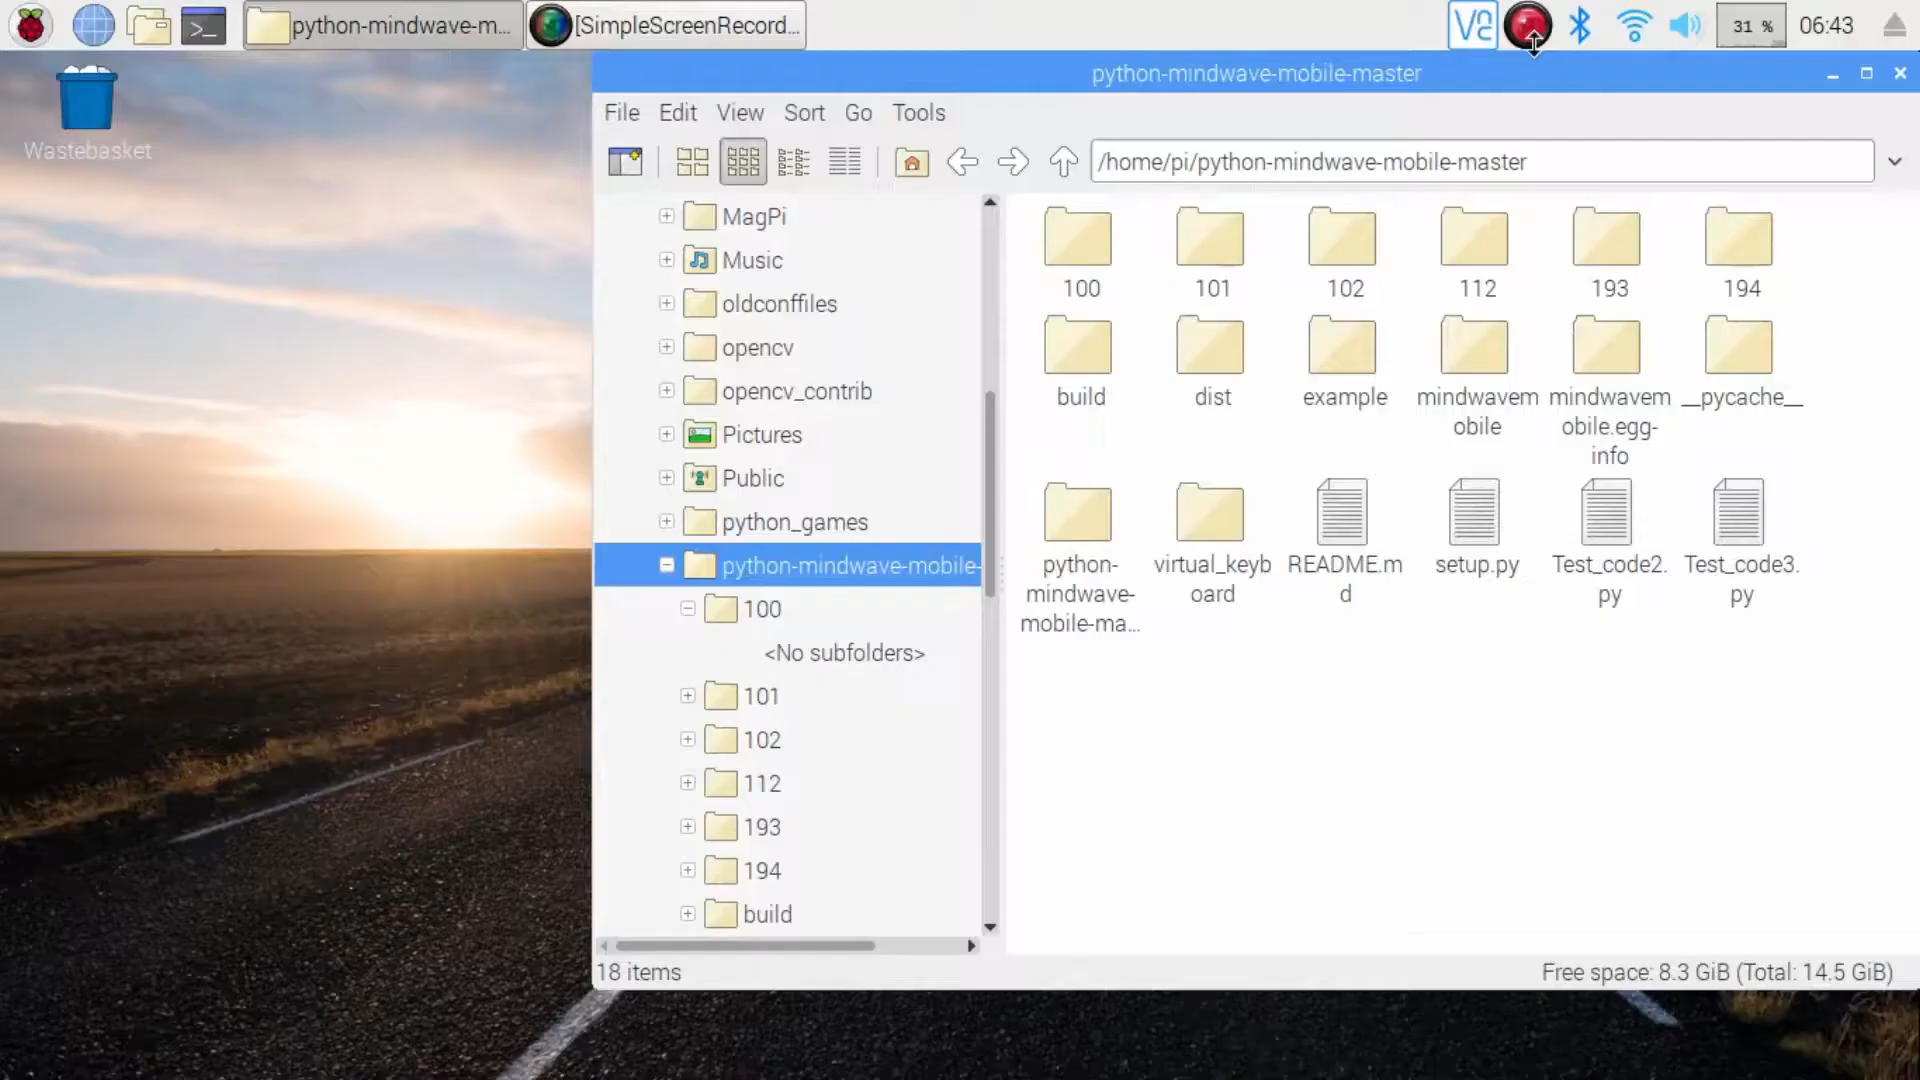 python-mindwave-m...
[SimpleScreenRecord...
31 %
06:43
Wastebasket
python-mindwave-mobile-master
File Edit View Sort Go Tools
/home/pi/python-mindwave-mobile-master
MagPi
Music
oldconffiles
opencv
opencv_contrib
Pictures
Public
python_games
python-mindwave-mobile-
100
<No subfolders>
101
102
112
193
194
build
100 101 102 112 193 194
build
dist
example
mindwavem
obile
mindwavem
obile.egg-
info
__pycache__
python-
mindwave-
mobile-ma...
virtual_keyb
oard
README.m
d
setup.py
Test_code2.
py
Test_code3.
py
18 items
Free space: 8.3 GiB (Total: 14.5 GiB)